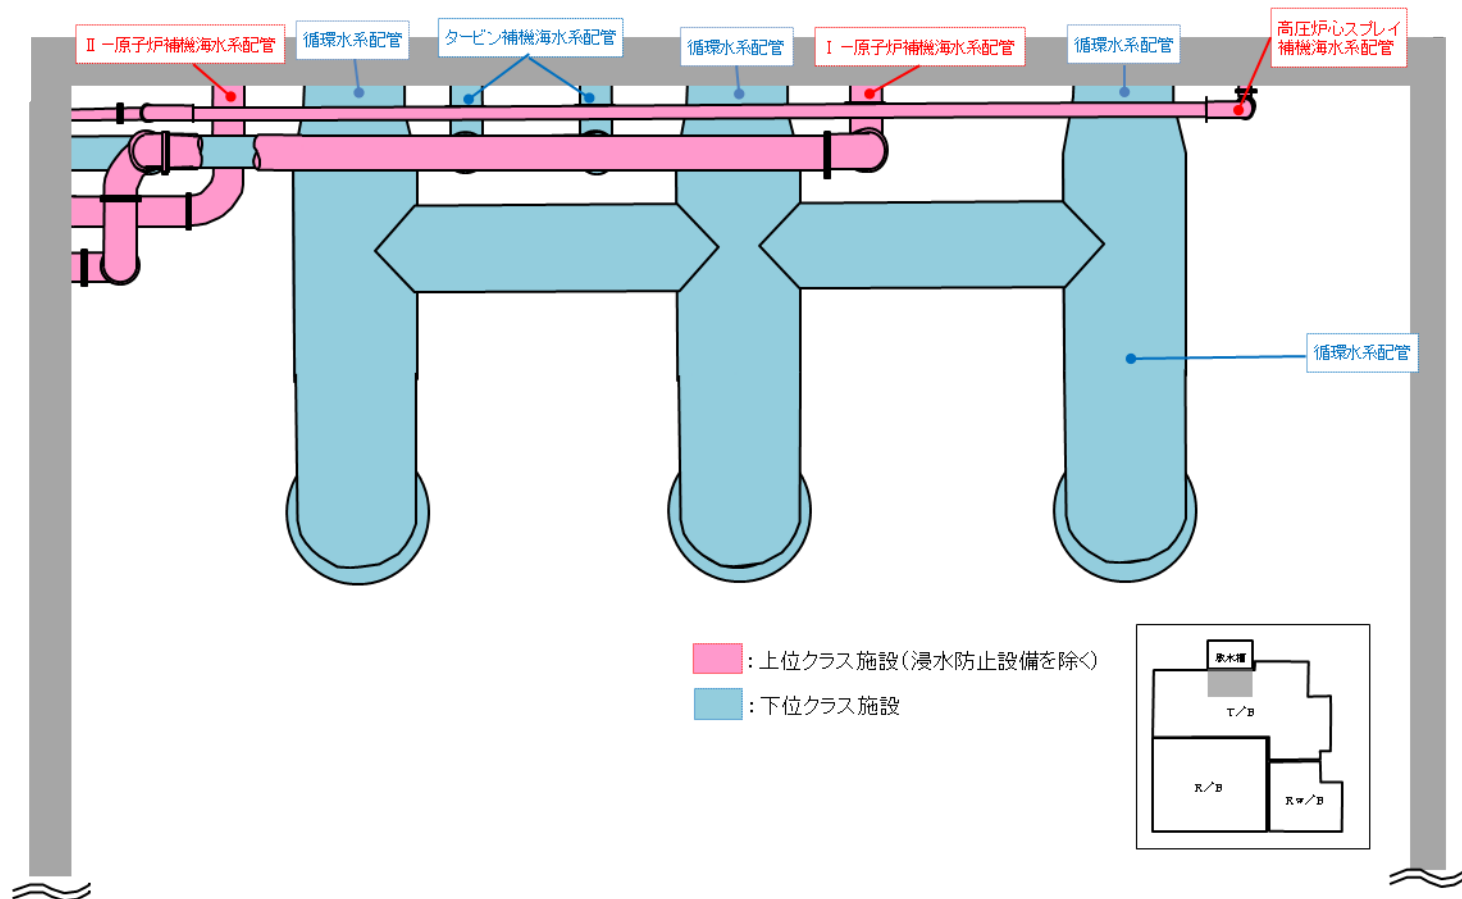 Ⅱ－原子炉補機海水系配管
循環水系配管
タービン補機海水系配管
循環水系配管
Ⅰ－原子炉補機海水系配管
循環水系配管
高圧炉心スプレイ
補機海水系配管
循環水系配管
：上位クラス施設（浸水防止設備を除く）
：下位クラス施設
取水槽
T／B
R／B
Rw／B